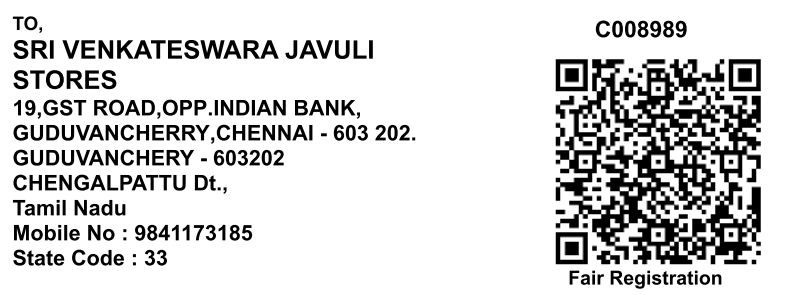 TO,
SRI VENKATESWARA JAVULI
STORES
19,GST ROAD,OPP.INDIAN BANK,
GUDUVANCHERRY,CHENNAI - 603 202.
GUDUVANCHERY - 603202
CHENGALPATTU Dt.,
Tamil Nadu
Mobile No : 9841173185
State Code : 33
C008989
Fair Registration